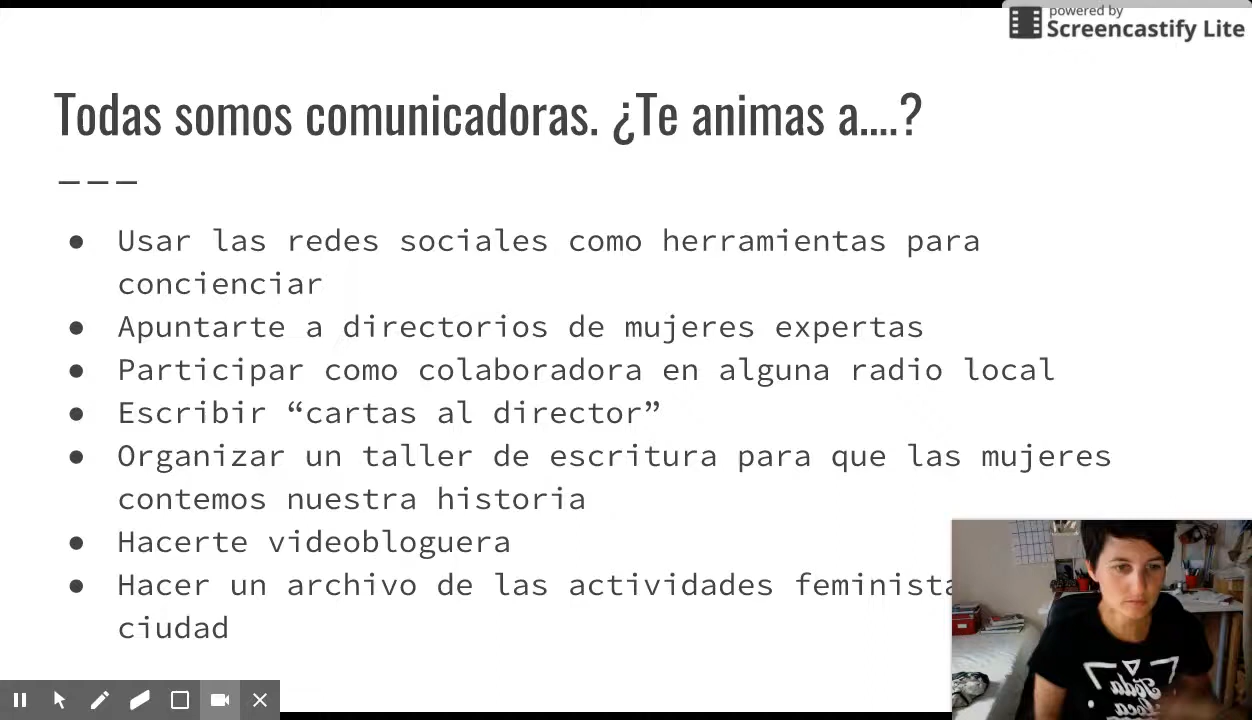 powered by
Screencastify Lite
Todas somos comunicadoras. ¿Te animas a....?
● Usar las redes sociales como herramientas para
concienciar
● Apuntarte a directorios de mujeres expertas
● Participar como colaboradora en alguna radio local
● Escribir “cartas al director”
● Organizar un taller de escritura para que las mujeres
contemos nuestra historia
● Hacerte videobloguera
● Hacer un archivo de las actividades feminista
ciudad
Toda